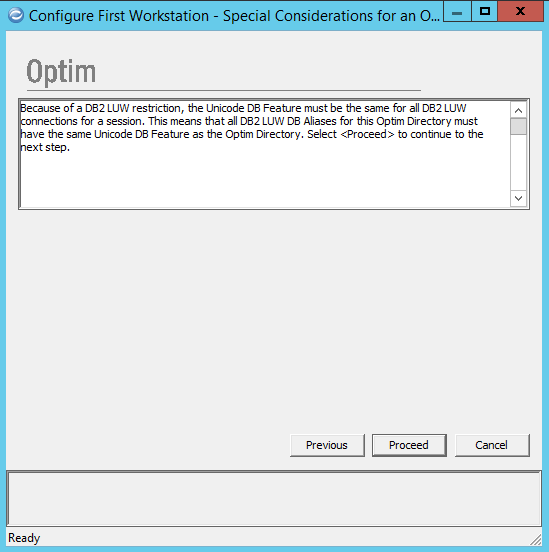 Configure First Workstation - Special Considerations for an O...
Optim
Because of a DB2 LUW restriction, the Unicode DB Feature must be the same for all DB2 LUW
connections for a session. This means that all DB2 LUW DB Aliases for this Optim Directory must
have the same Unicode DB Feature as the Optim Directory. Select <Proceed> to continue to the
next step.
Previous
Proceed
Cancel
Ready